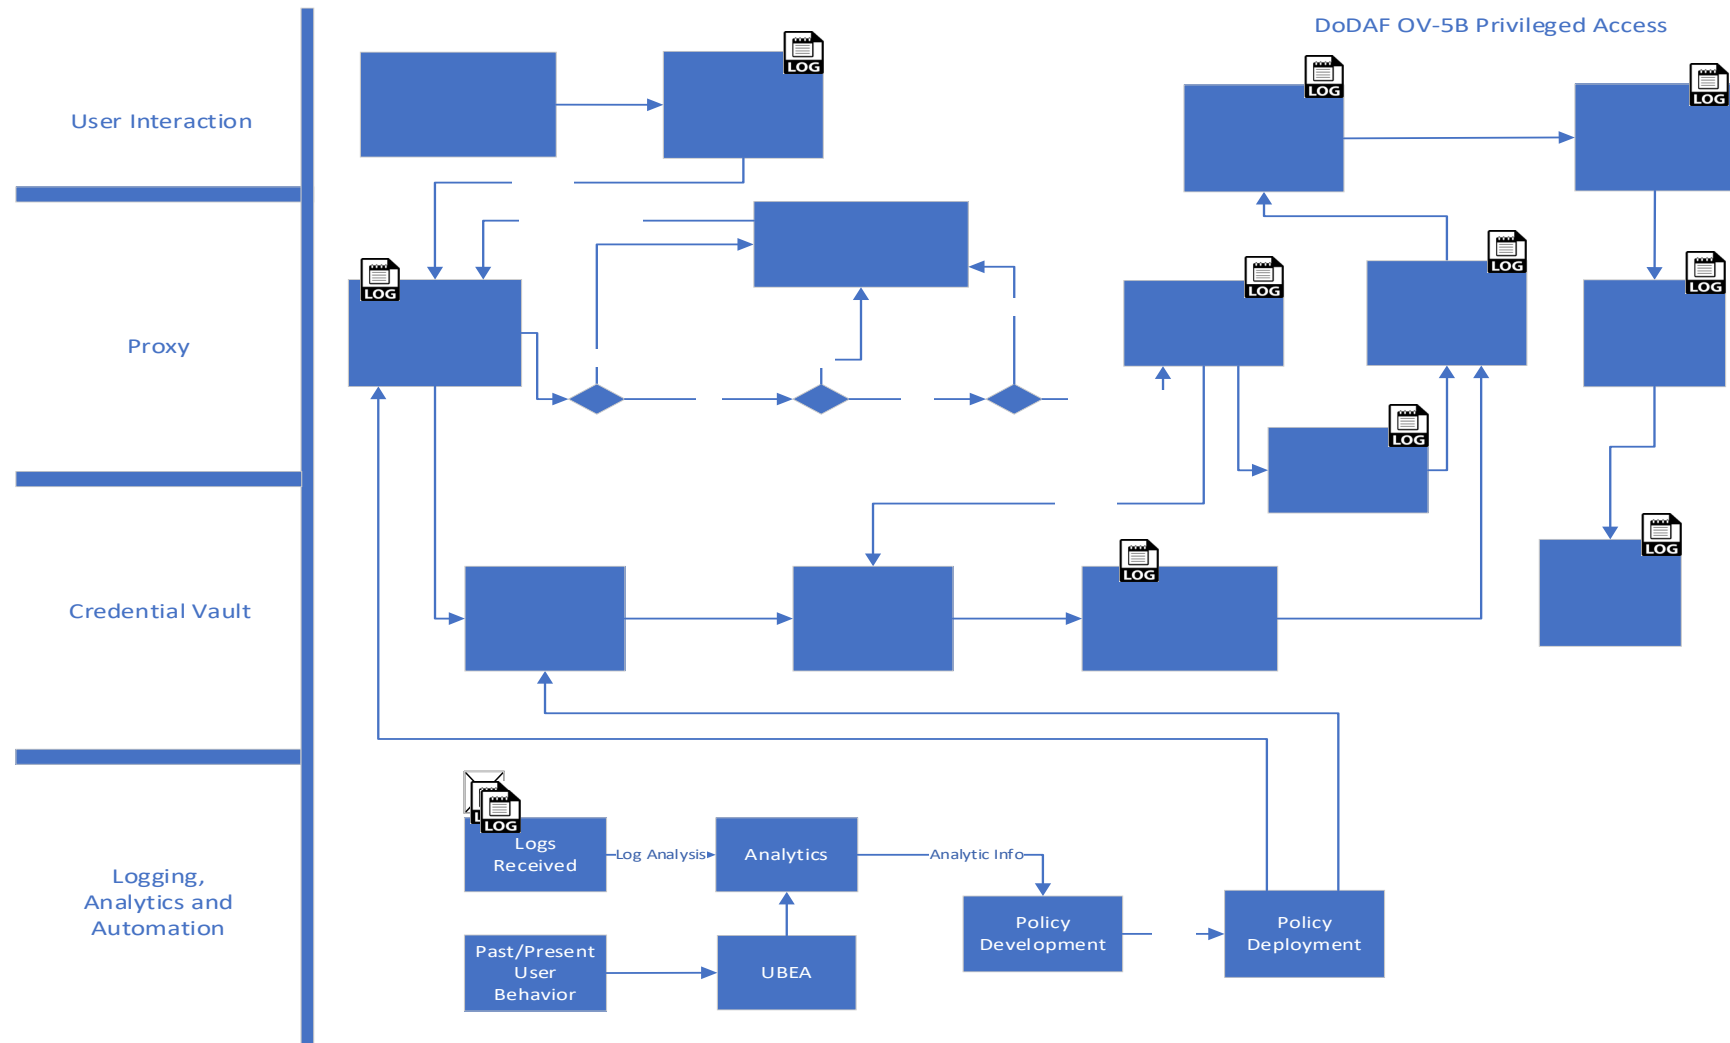 DoDAF OV-5B Privileged Access
LOG
LOG
LOG
User Interaction
LOG
LOG
LOG
LOG
Proxy
LOG
LOG
LOG
Credential Vault
LOG
Logs
Received
Log Analysis
Analytics
Analytic Info
Logging,
Analytics and
Automation
Policy
Development
Policy
Deployment
Past/Present
User
Behavior
UBEA